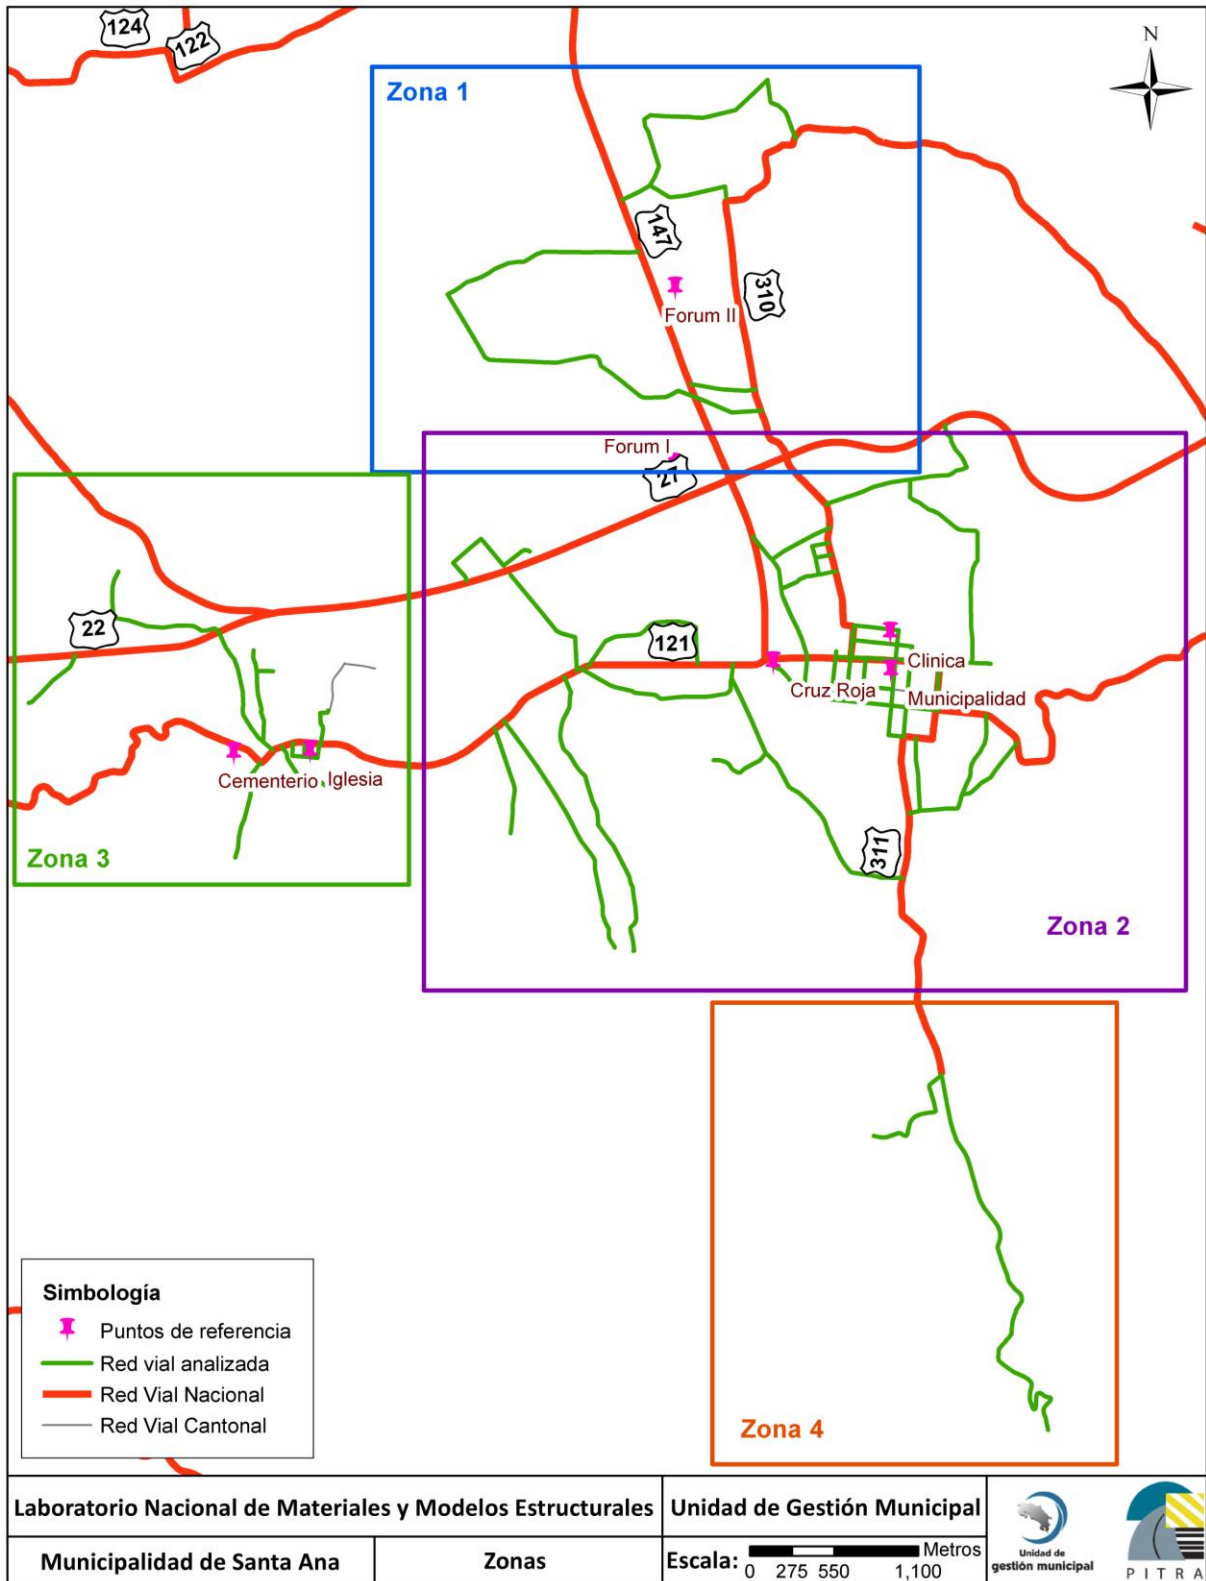 124
122
N
Zona 1
147
310
Forum II
Forum I
27
22
121
Clinica
Cruz Roja
Municipalidad
Cementerio
Iglesia
311
Zona 3
Zona 2
Simbología
Puntos de referencia
Red vial analizada
Red Vial Nacional
Red Vial Cantonal
Zona 4
Laboratorio Nacional de Materiales y Modelos Estructurales
Unidad de Gestión Municipal
Municipalidad de Santa Ana
Zonas
Escala:
Metros
0 275 550 1,100
Unidad de
gestión municipal
PITRA